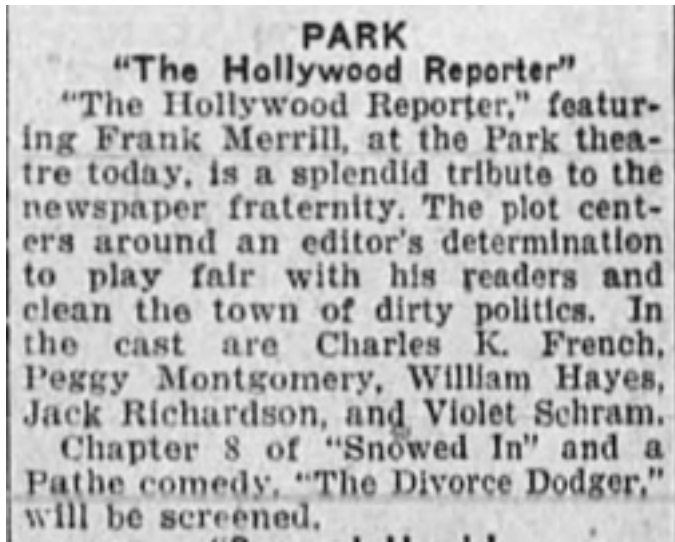 PARK
"The Hollywood Reporter"
"The Hollywood Reporter," featur-
ing Frank Merrill, at the Park thea-
tre today, is a splendid tribute to the
newspaper fraternity. The plot cent-
ers around an editor's determination
to play fair with his readers and
clean the town of dirty politics. In
the cast are Charles K. French,
Peggy Montgomery, William Hayes,
Jack Richardson, and Violet Schram.
Chapter 8 of "Snowed In" and a
Pathe comedy, "The Divorce Dodger,"
will be screened.